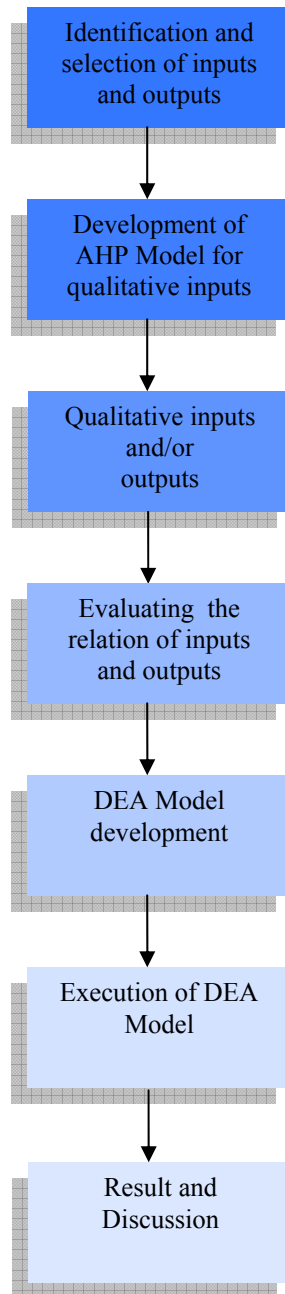 Identification and
selection of inputs
and outputs
Development of
AHP Model for
qualitative inputs
Qualitative inputs
and/or
outputs
Evaluating the
relation of inputs
and outputs
DEA Model
development
Execution of DEA
Model
Result and
Discussion